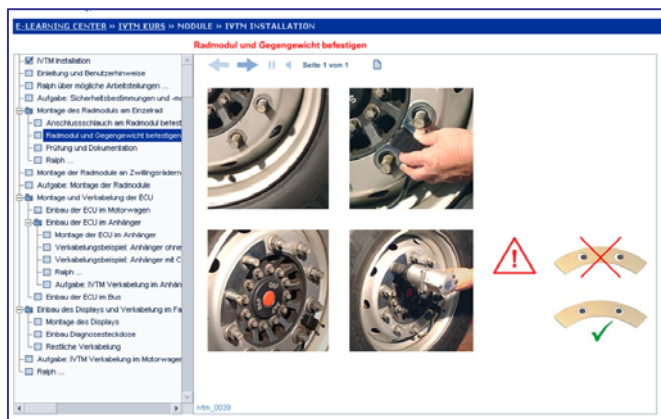 E-LEARNING CENTER » IVTM KURS » MODULE » IVTM INSTALLATION
Radmodul und Gegengewicht befestigen
Seite 1 von 1
IVTM Installation
Einleitung und Benutzerhinweise
Ralph über mögliche Arbeitsteilungen ...
Aufgabe: Sicherheitsbestimmungen und -m
Montage des Radmoduls am Einzelrad
Anschlussschlauch am Radmodul befest
Radmodul und Gegengewicht befestigen
Prüfung und Dokumentation
Ralph ...
Montage der Radmodule an Zwillingsrädern
Aufgabe: Montage der Radmodule
Montage und Verkabelung der ECU
Einbau der ECU im Motorwagen
Einbau der ECU im Anhänger
Montage der ECU im Anhänger
Verkabelungsbeispiel: Anhänger ohne
Verkabelungsbeispiel: Anhänger mit C
Ralph ...
Aufgabe: IVTM Verkabelung im Anhän
Einbau der ECU im Bus
Einbau des Displays und Verkabelung im Fa
Montage des Displays
Einbau Diagnosesteckdose
Restliche Verkabelung
Aufgabe: IVTM Verkabelung im Motorwager
Ralph ...
ivtm_0039